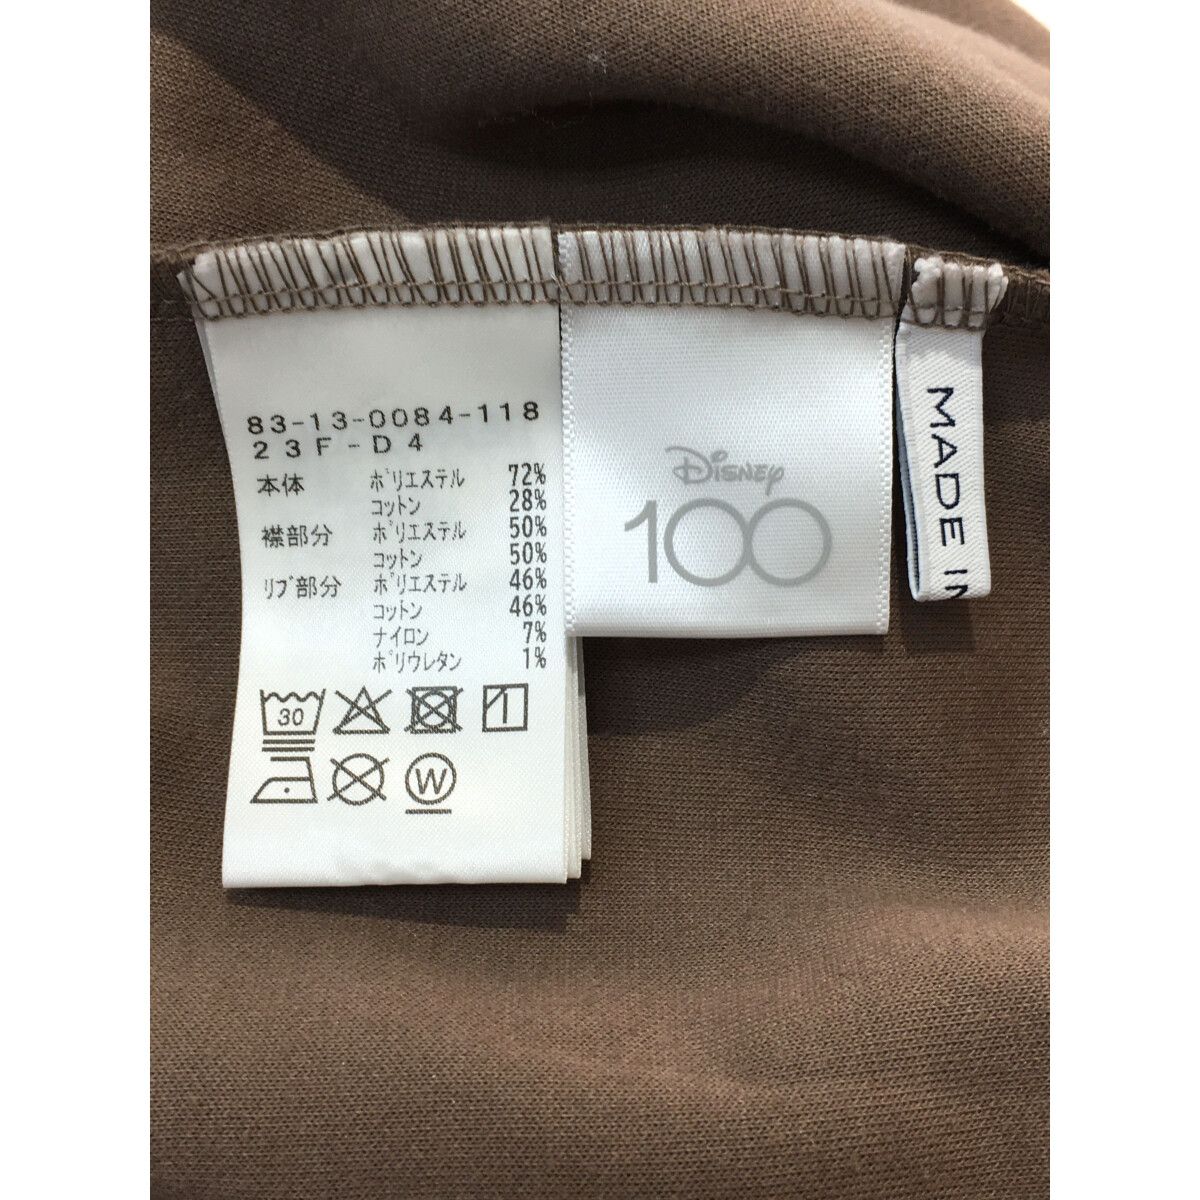 83-13-0084-118
23F-D4
本体 ポリエステル 72%
コットン 28%
襟部分 ポリエステル 50%
コットン 50%
リブ部分 ポリエステル 46%
コットン 46%
ナイロン 7%
ポリウレタン 1%
30
W
Disney
100
MADE IN